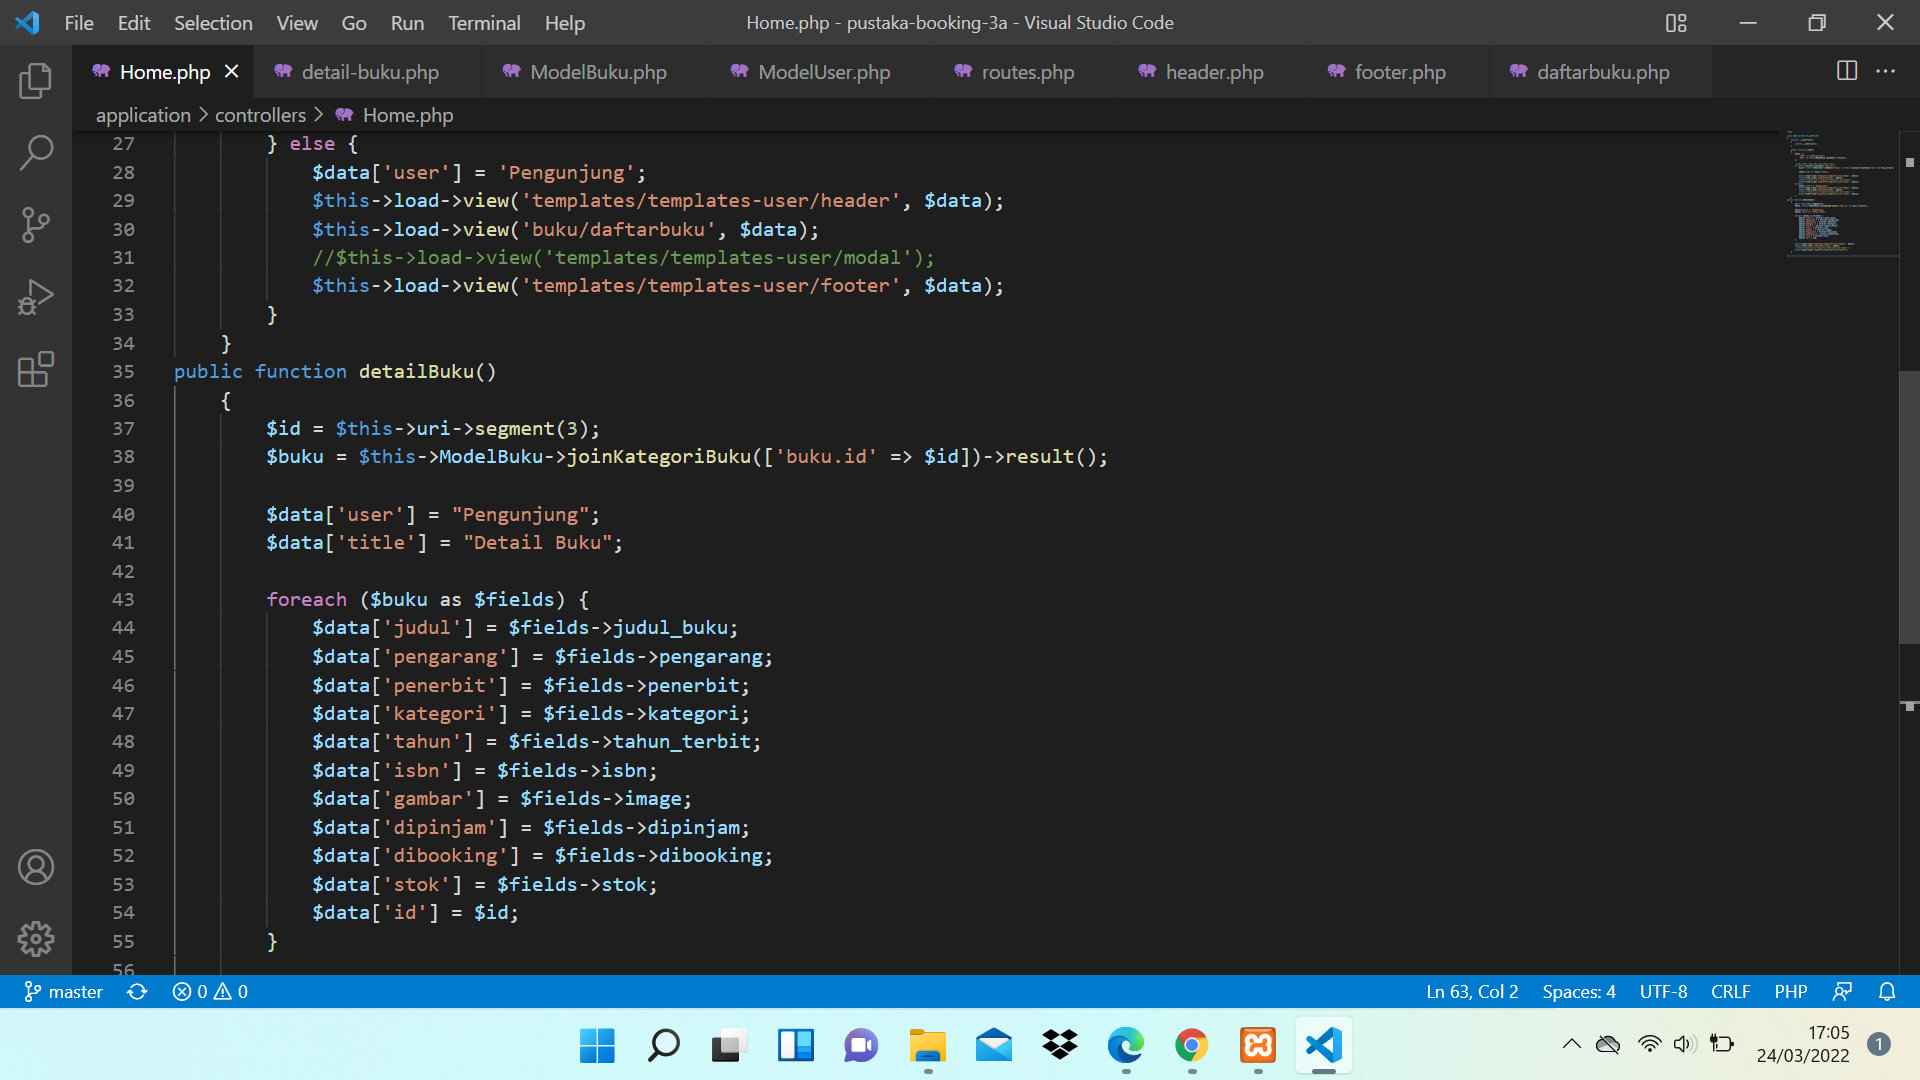 File Edit Selection View Go Run Terminal Help Home.php - pustaka-booking-3a - Visual Studio Code
Home.php detail-buku.php ModelBuku.php ModelUser.php routes.php header.php footer.php daftarbuku.php
application > controllers > Home.php
27 } else {
28 $data['user'] = 'Pengunjung';
29 $this->load->view('templates/templates-user/header', $data);
30 $this->load->view('buku/daftarbuku', $data);
31 //$this->load->view('templates/templates-user/modal');
32 $this->load->view('templates/templates-user/footer', $data);
33 }
34 }
35 public function detailBuku()
36 {
37 $id = $this->uri->segment(3);
38 $buku = $this->ModelBuku->joinKategoriBuku(['buku.id' => $id])->result();
39
40 $data['user'] = "Pengunjung";
41 $data['title'] = "Detail Buku";
42
43 foreach ($buku as $fields) {
44 $data['judul'] = $fields->judul_buku;
45 $data['pengarang'] = $fields->pengarang;
46 $data['penerbit'] = $fields->penerbit;
47 $data['kategori'] = $fields->kategori;
48 $data['tahun'] = $fields->tahun_terbit;
49 $data['isbn'] = $fields->isbn;
50 $data['gambar'] = $fields->image;
51 $data['dipinjam'] = $fields->dipinjam;
52 $data['dibooking'] = $fields->dibooking;
53 $data['stok'] = $fields->stok;
54 $data['id'] = $id;
55 }
56
master 0 0 Ln 63, Col 2 Spaces: 4 UTF-8 CRLF PHP
17:05
24/03/2022 1